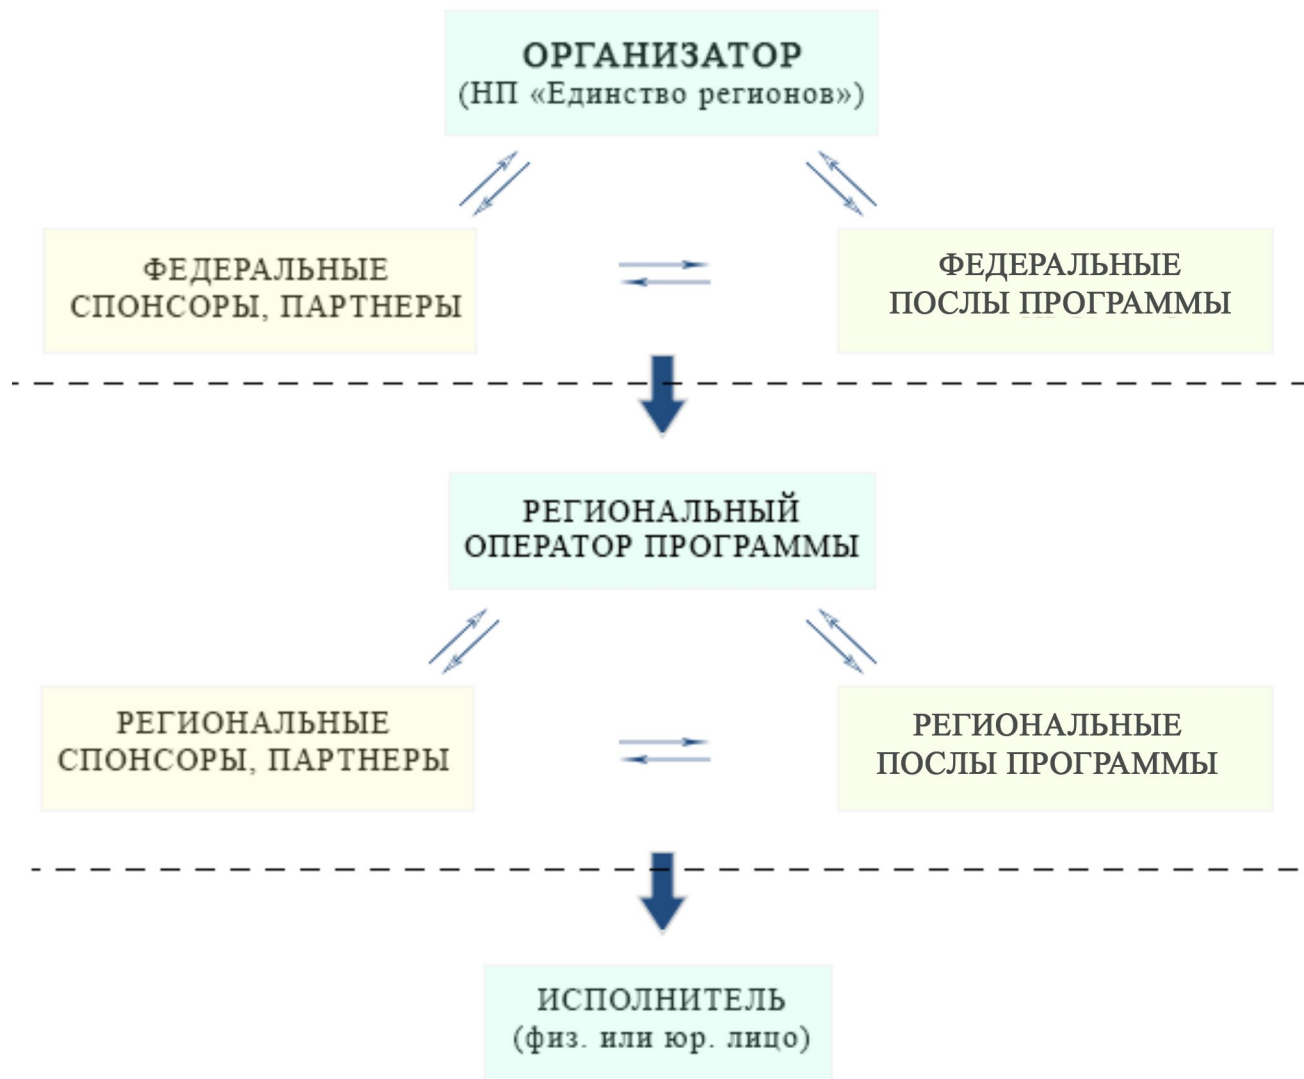 ОРГАНИЗАТОР
(НП «Единство регионов»)
ФЕДЕРАЛЬНЫЕ
СПОНСОРЫ, ПАРТНЕРЫ
ФЕДЕРАЛЬНЫЕ
ПОСЛЫ ПРОГРАММЫ
РЕГИОНАЛЬНЫЙ
ОПЕРАТОР ПРОГРАММЫ
РЕГИОНАЛЬНЫЕ
СПОНСОРЫ, ПАРТНЕРЫ
РЕГИОНАЛЬНЫЕ
ПОСЛЫ ПРОГРАММЫ
ИСПОЛНИТЕЛЬ
(физ. или юр. лицо)